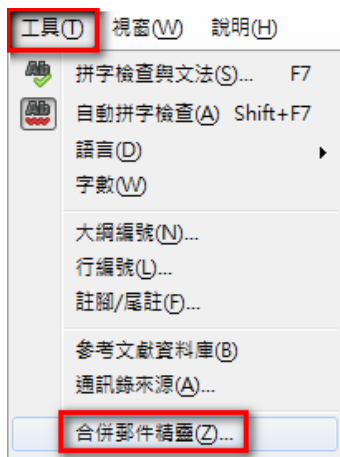 工具(T) 視窗(W) 說明(H)
拼字檢查與文法(S)... F7
自動拼字檢查(A) Shift+F7
語言(D)
字數(W)
大綱編號(N)...
行編號(L)...
註腳/尾註(F)...
參考文獻資料庫(B)
通訊錄來源(A)...
合併郵件精靈(Z)...